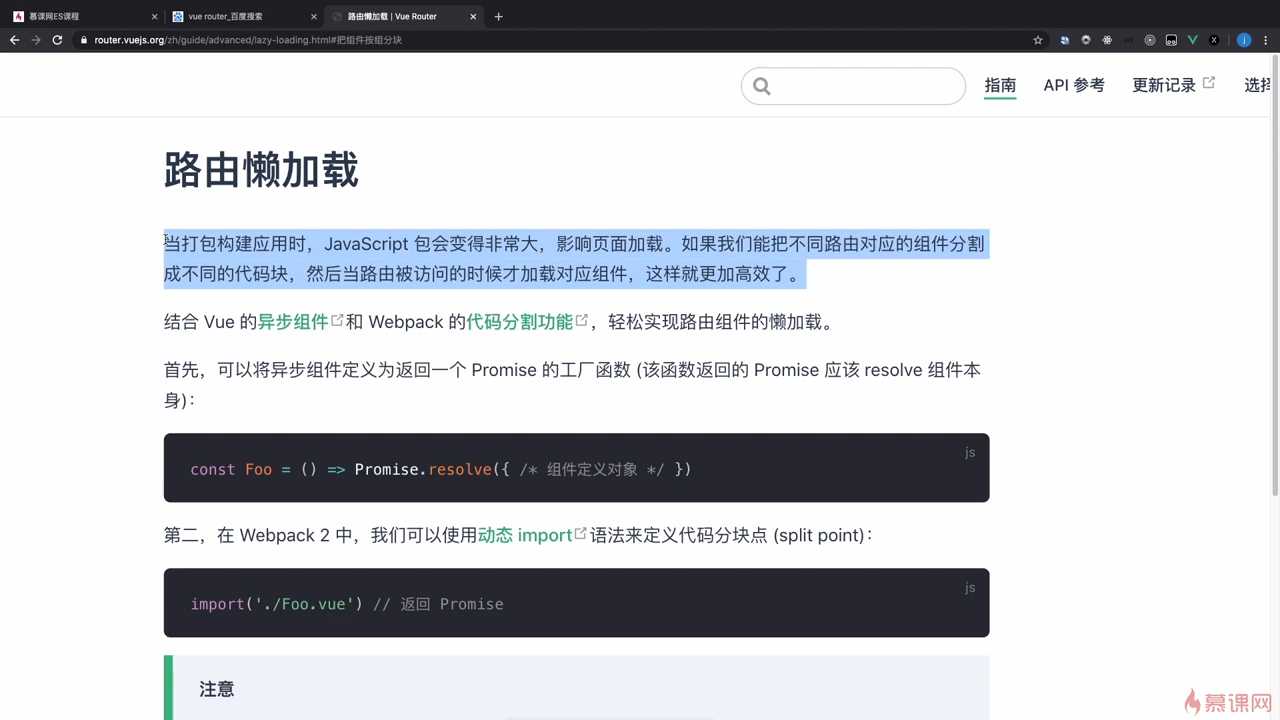 慕课网ES课程
vue router_百度搜索
路由懒加载 | Vue Router
router.vuejs.org/zh/guide/advanced/lazy-loading.html#把组件按组分块
指南
API 参考
更新记录
选择
路由懒加载
当打包构建应用时，JavaScript 包会变得非常大，影响页面加载。如果我们能把不同路由对应的组件分割
成不同的代码块，然后当路由被访问的时候才加载对应组件，这样就更加高效了。
结合 Vue 的异步组件和 Webpack 的代码分割功能，轻松实现路由组件的懒加载。
首先，可以将异步组件定义为返回一个 Promise 的工厂函数 (该函数返回的 Promise 应该 resolve 组件本
身)：
js
const Foo = () => Promise.resolve({ /* 组件定义对象 */ })
第二，在 Webpack 2 中，我们可以使用动态 import语法来定义代码分块点 (split point)：
js
import('./Foo.vue') // 返回 Promise
注意
慕课网